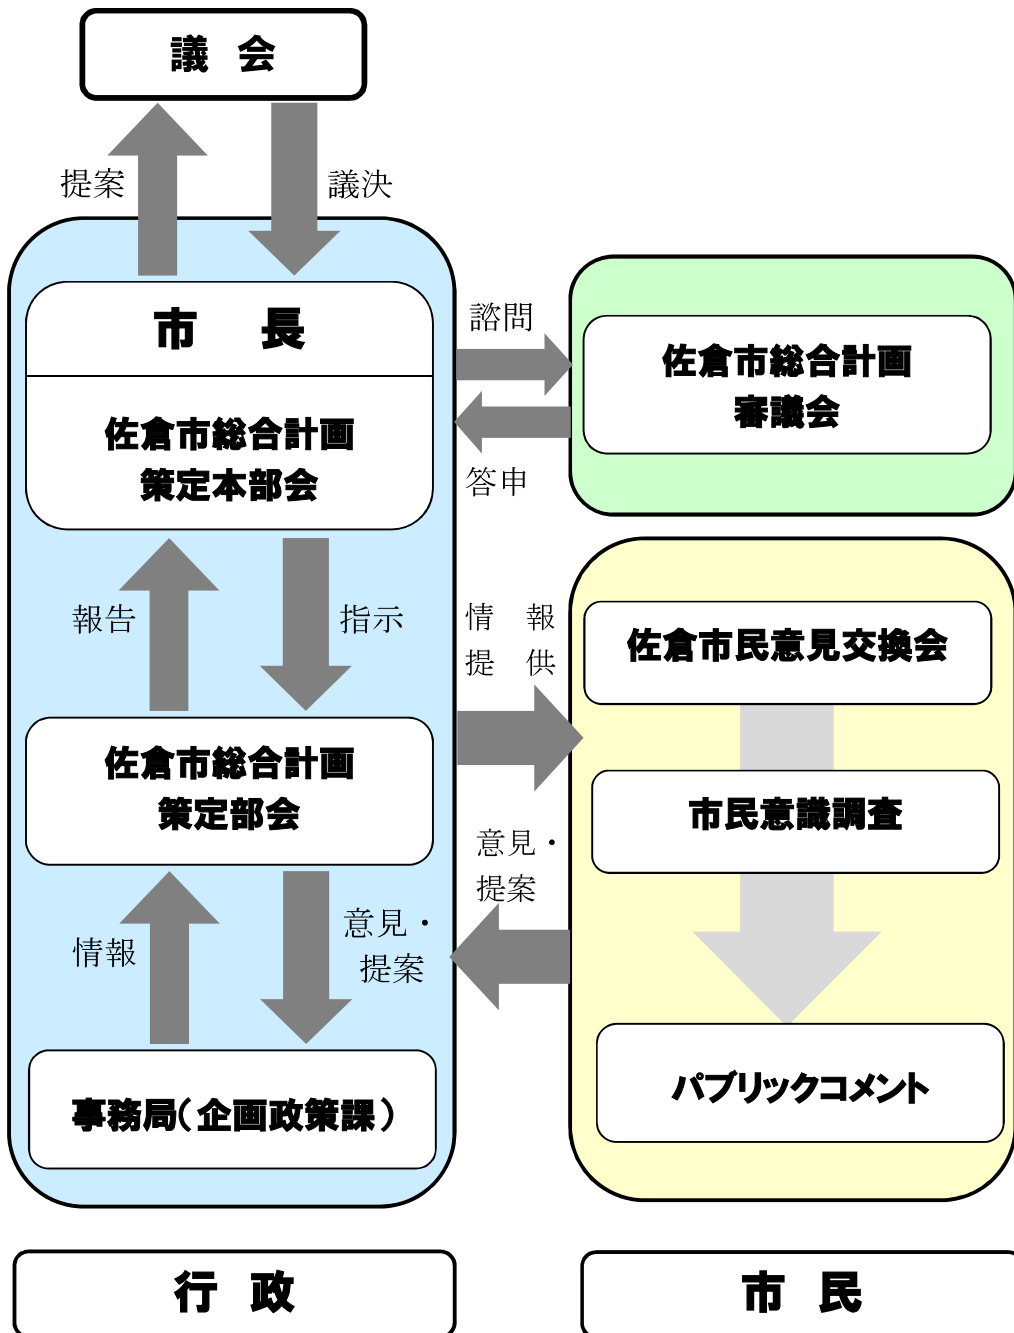 議 会
提案
議決
市 長
佐倉市総合計画
策定本部会
諮問
答申
佐倉市総合計画
審議会
報告
指示
情 報
提 供
佐倉市民意見交換会
佐倉市総合計画
策定部会
市民意識調査
意見・
提案
情報
意見・
提案
事務局(企画政策課)
パブリックコメント
行 政
市 民